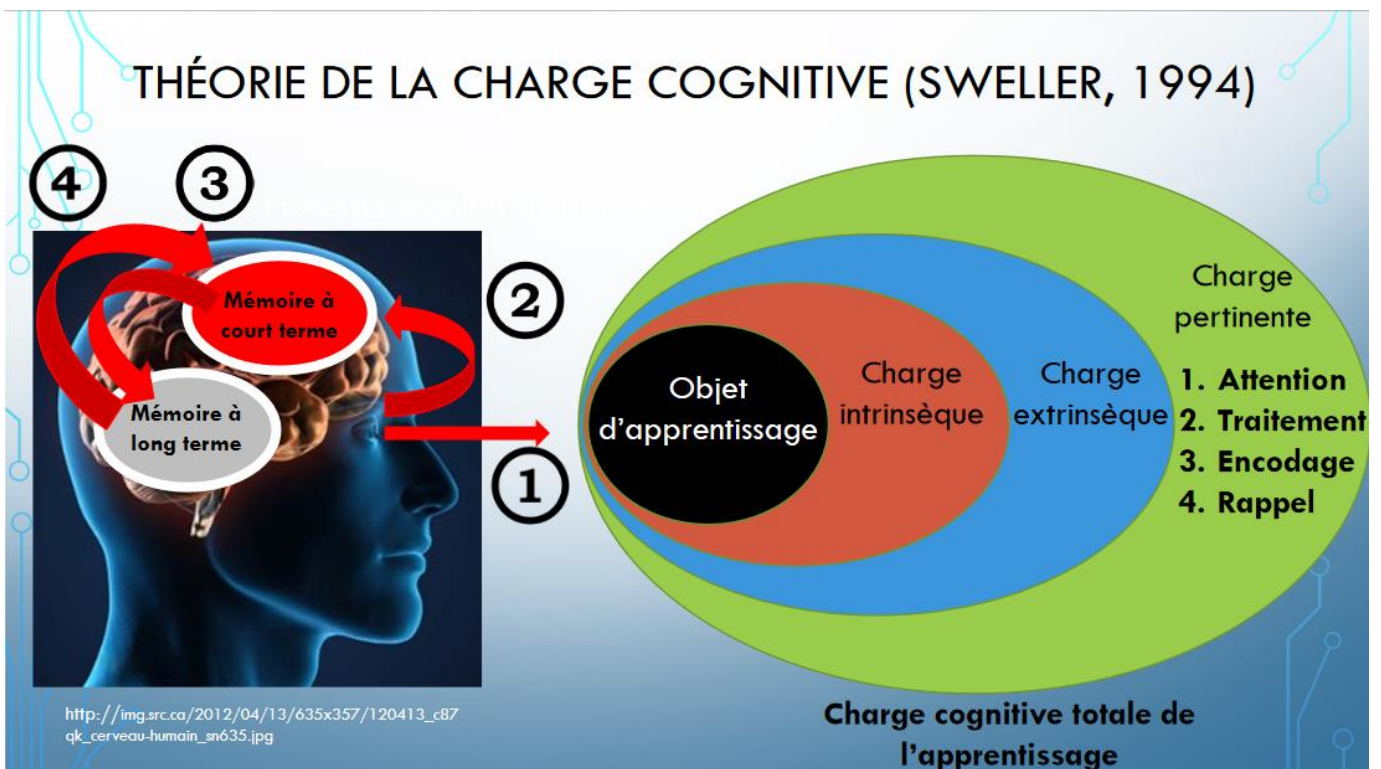 THÉORIE DE LA CHARGE COGNITIVE (SWELLER, 1994)
4
3
Mémoire à
court terme
2
Mémoire à
long terme
1
Objet
d'apprentissage
Charge
intrinsèque
Charge
extrinsèque
Charge
pertinente
1. Attention
2. Traitement
3. Encodage
4. Rappel
http://img.src.ca/2012/04/13/635x357/120413_c87
qk_cerveau-humain_sn635.jpg
Charge cognitive totale de
l'apprentissage